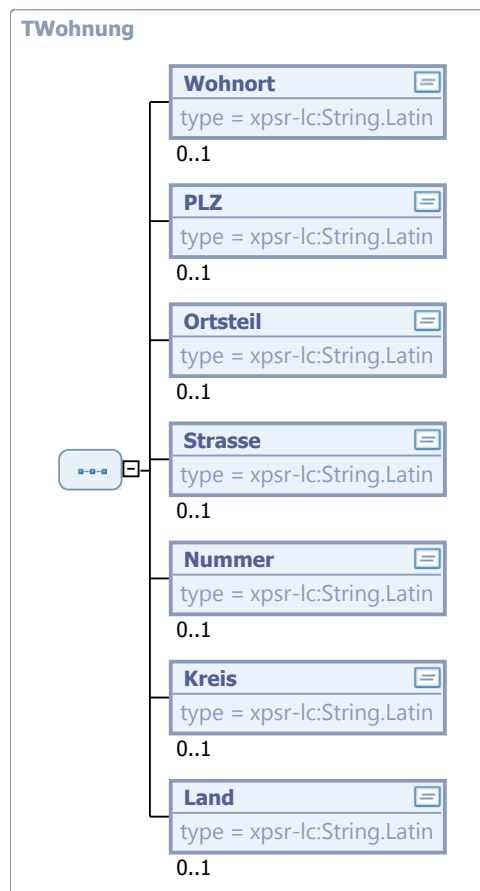 TWohnung
Wohnort
type = xpsr-lc:String.Latin
0..1
PLZ
type = xpsr-lc:String.Latin
0..1
Ortsteil
type = xpsr-lc:String.Latin
0..1
Strasse
type = xpsr-lc:String.Latin
0..1
Nummer
type = xpsr-lc:String.Latin
0..1
Kreis
type = xpsr-lc:String.Latin
0..1
Land
type = xpsr-lc:String.Latin
0..1